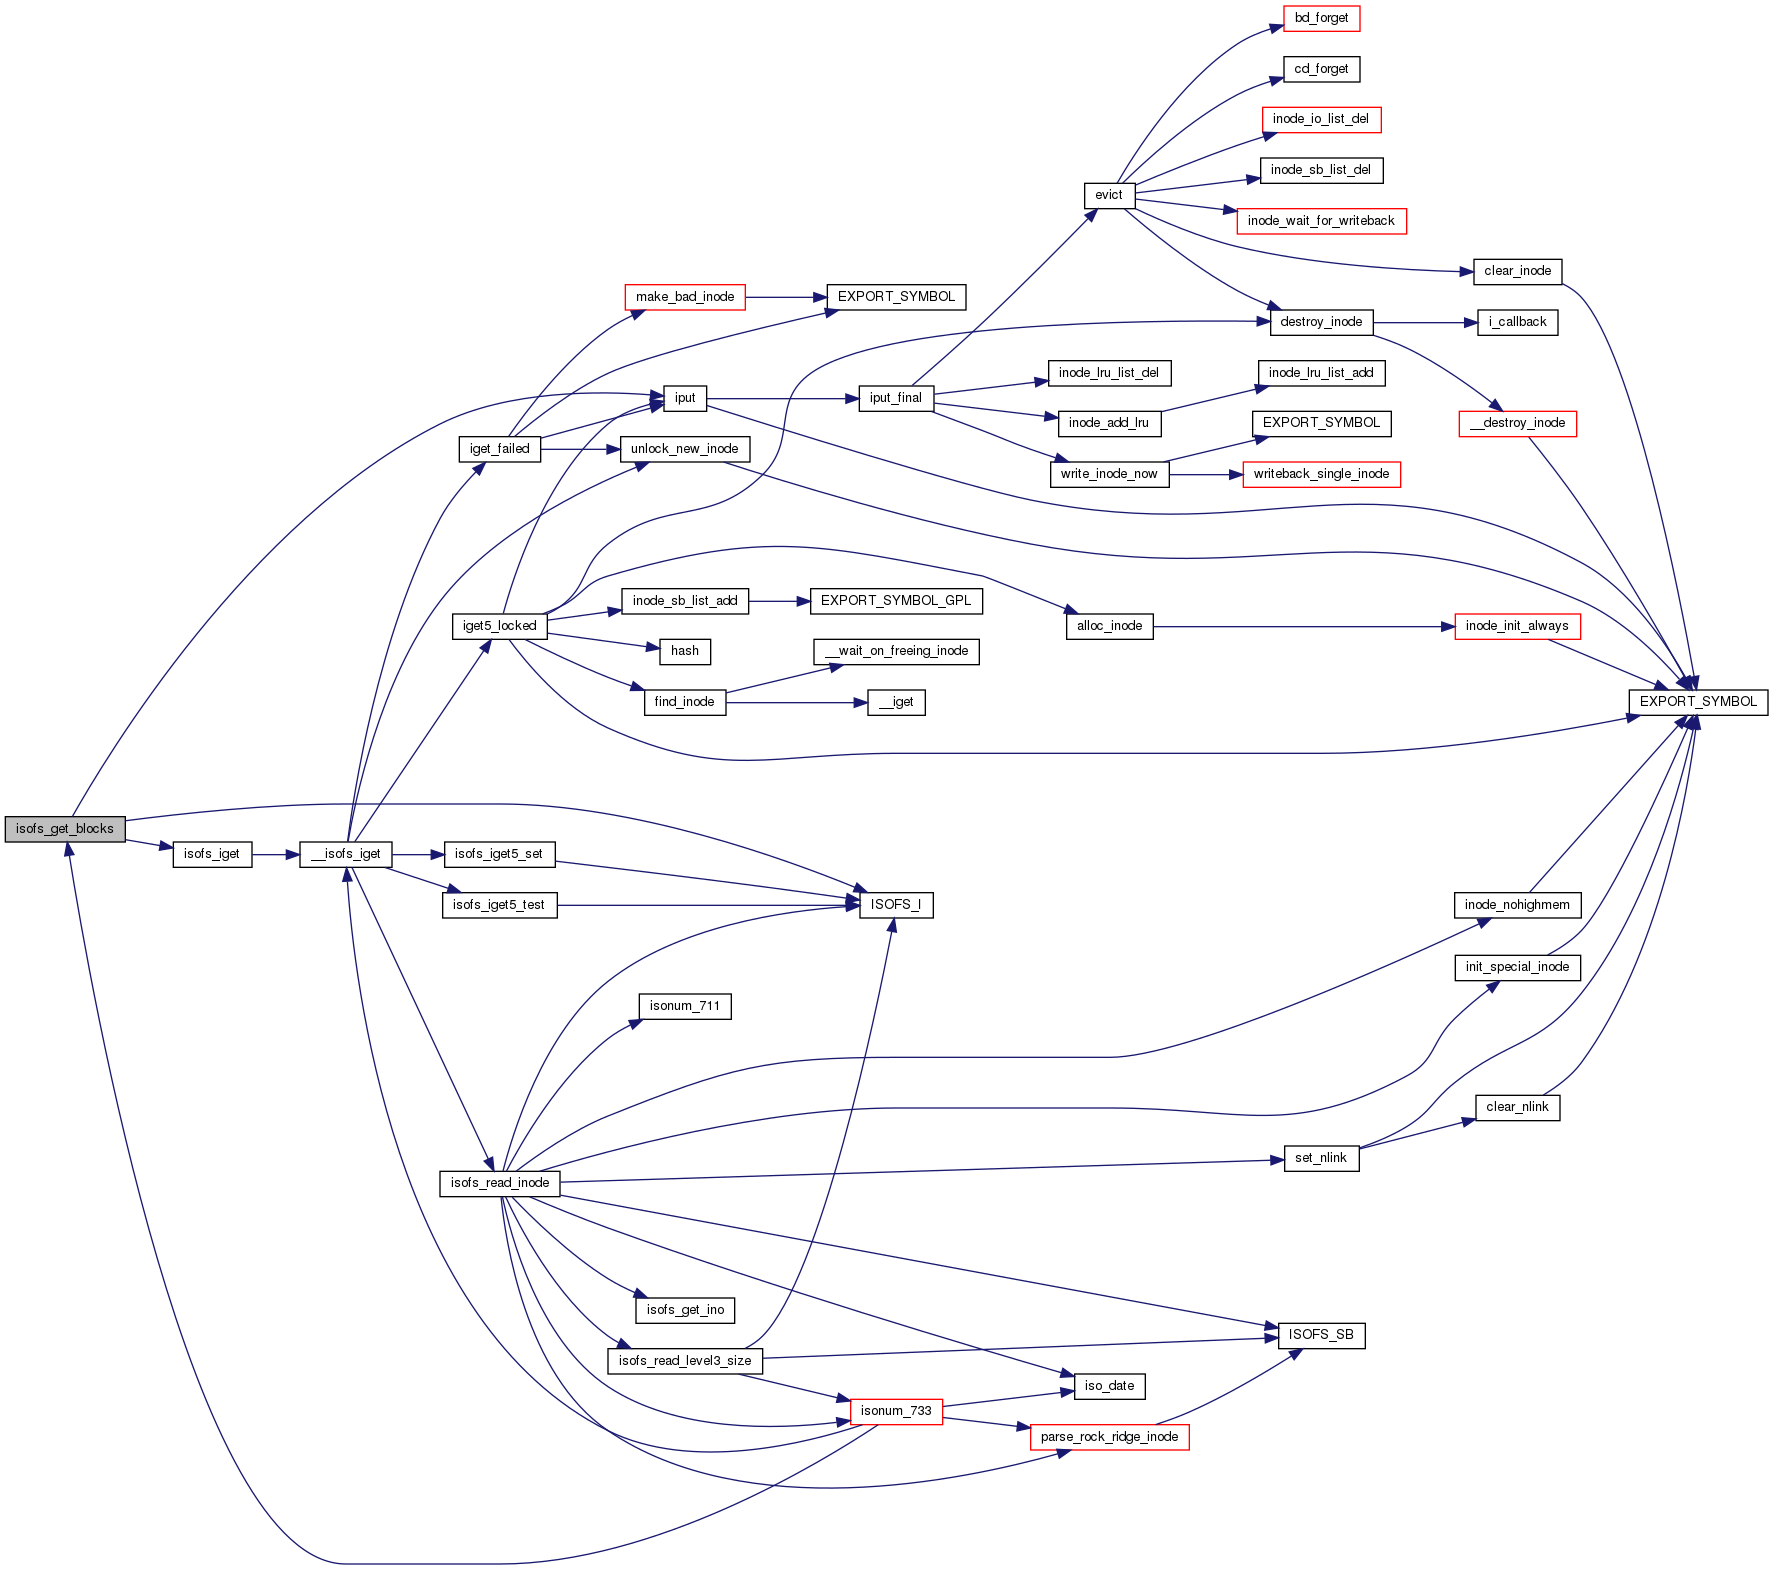 bd_forget
cd_forget
inode_io_list_del
inode_sb_list_del
evict
inode_wait_for_writeback
clear_inode
make_bad_inode
EXPORT_SYMBOL
destroy_inode
i_callback
inode_lru_list_del
inode_lru_list_add
iput
iput_final
inode_add_lru
EXPORT_SYMBOL
__destroy_inode
iget_failed
unlock_new_inode
write_inode_now
writeback_single_inode
inode_sb_list_add
EXPORT_SYMBOL_GPL
iget5_locked
alloc_inode
inode_init_always
hash
__wait_on_freeing_inode
find_inode
__iget
EXPORT_SYMBOL
isofs_get_blocks
isofs_iget
__isofs_iget
isofs_iget5_set
isofs_iget5_test
ISOFS_I
inode_nohighmem
init_special_inode
isonum_711
clear_nlink
set_nlink
isofs_read_inode
isofs_get_ino
ISOFS_SB
isofs_read_level3_size
iso_date
isonum_733
parse_rock_ridge_inode